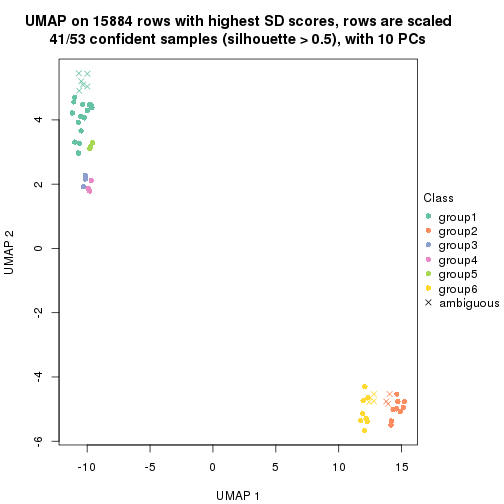 UMAP on 15884 rows with highest SD scores, rows are scaled
41/53 confident samples (silhouette > 0.5), with 10 PCs
4
2
0
-2
-4
-6
UMAP 2
-10
-5
0
5
10
15
UMAP 1
Class
group1
group2
group3
group4
group5
group6
ambiguous